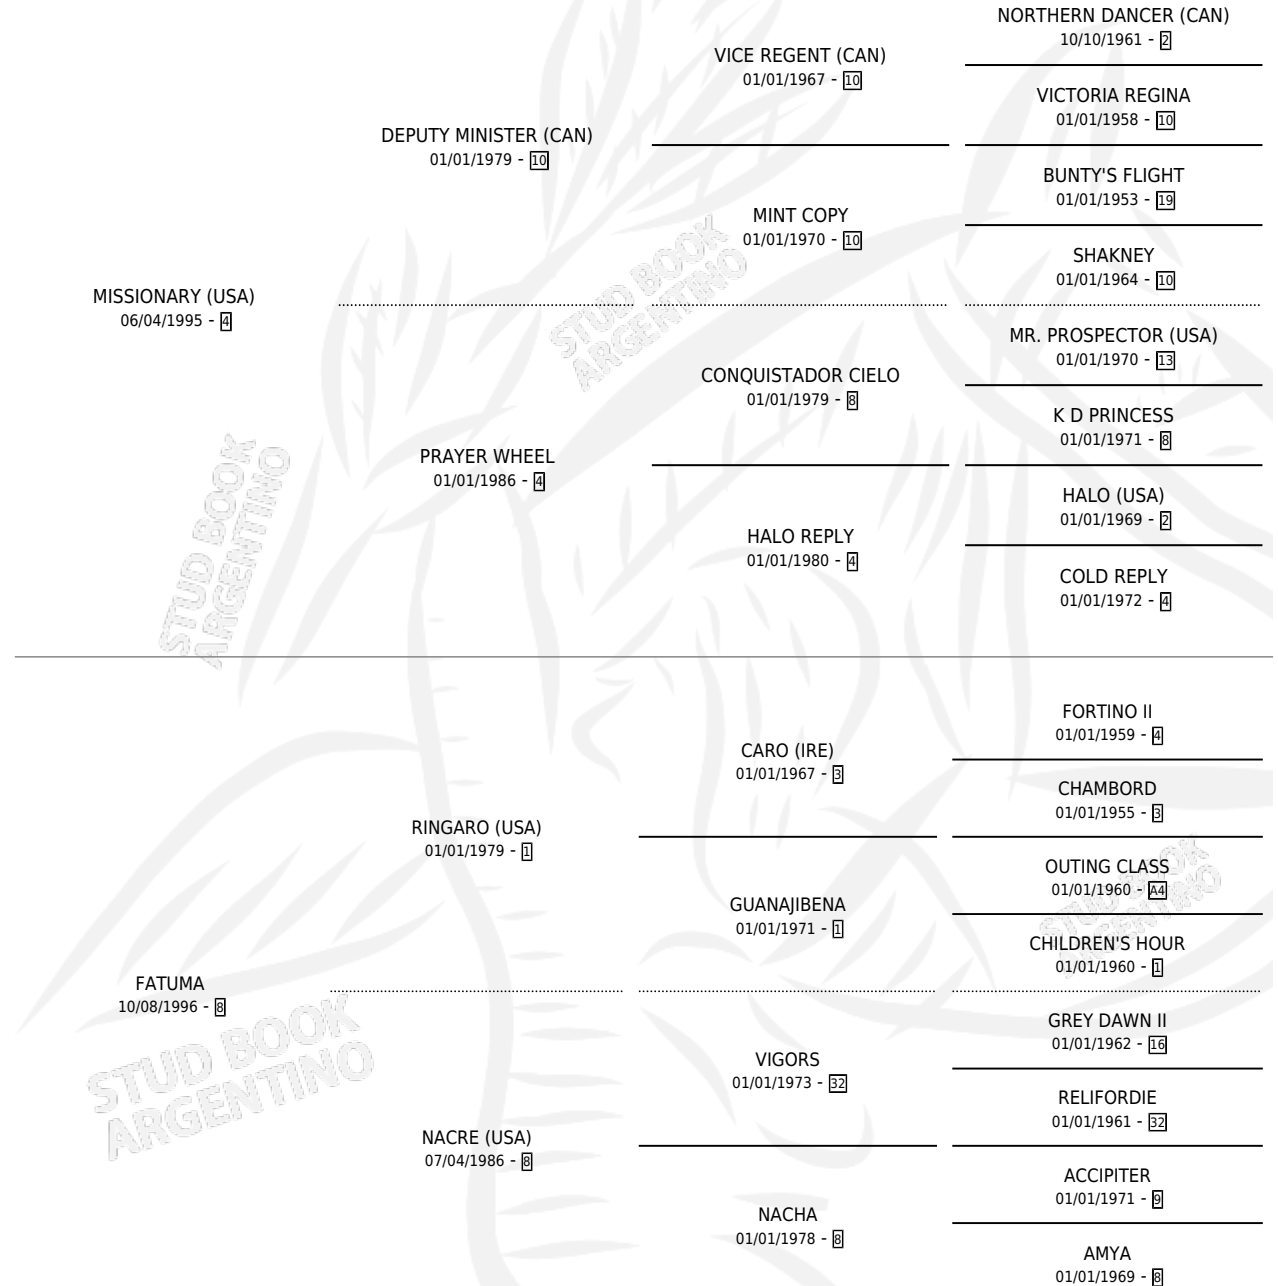 NORTHERN DANCER (CAN)
10/10/1961 - 2
VICE REGENT (CAN)
01/01/1967 - 10
VICTORIA REGINA
01/01/1958 - 10
DEPUTY MINISTER (CAN)
01/01/1979 - 10
BUNTY'S FLIGHT
01/01/1953 - 19
MINT COPY
01/01/1970 - 10
SHAKNEY
01/01/1964 - 10
MISSIONARY (USA)
06/04/1995 - 4
MR. PROSPECTOR (USA)
01/01/1970 - 13
CONQUISTADOR CIELO
01/01/1979 - 8
K D PRINCESS
01/01/1971 - 8
PRAYER WHEEL
01/01/1986 - 4
HALO (USA)
01/01/1969 - 2
HALO REPLY
01/01/1980 - 4
COLD REPLY
01/01/1972 - 4
FORTINO II
01/01/1959 - 4
CARO (IRE)
01/01/1967 - 3
CHAMBORD
01/01/1955 - 3
RINGARO (USA)
01/01/1979 - 1
OUTING CLASS
01/01/1960 - A4
GUANAJIBENA
01/01/1971 - 1
CHILDREN'S HOUR
01/01/1960 - 1
FATUMA
10/08/1996 - 8
GREY DAWN II
01/01/1962 - 16
VIGORS
01/01/1973 - 32
RELIFORDIE
01/01/1961 - 32
NACRE (USA)
07/04/1986 - 8
ACCIPITER
01/01/1971 - 9
NACHA
01/01/1978 - 8
AMYA
01/01/1969 - 8
STUD BOOK
ARGENTINO
STUD BOOK
ARGENTINO
STUD BOOK
ARGENTINO
STUD BOOK
ARGENTINO